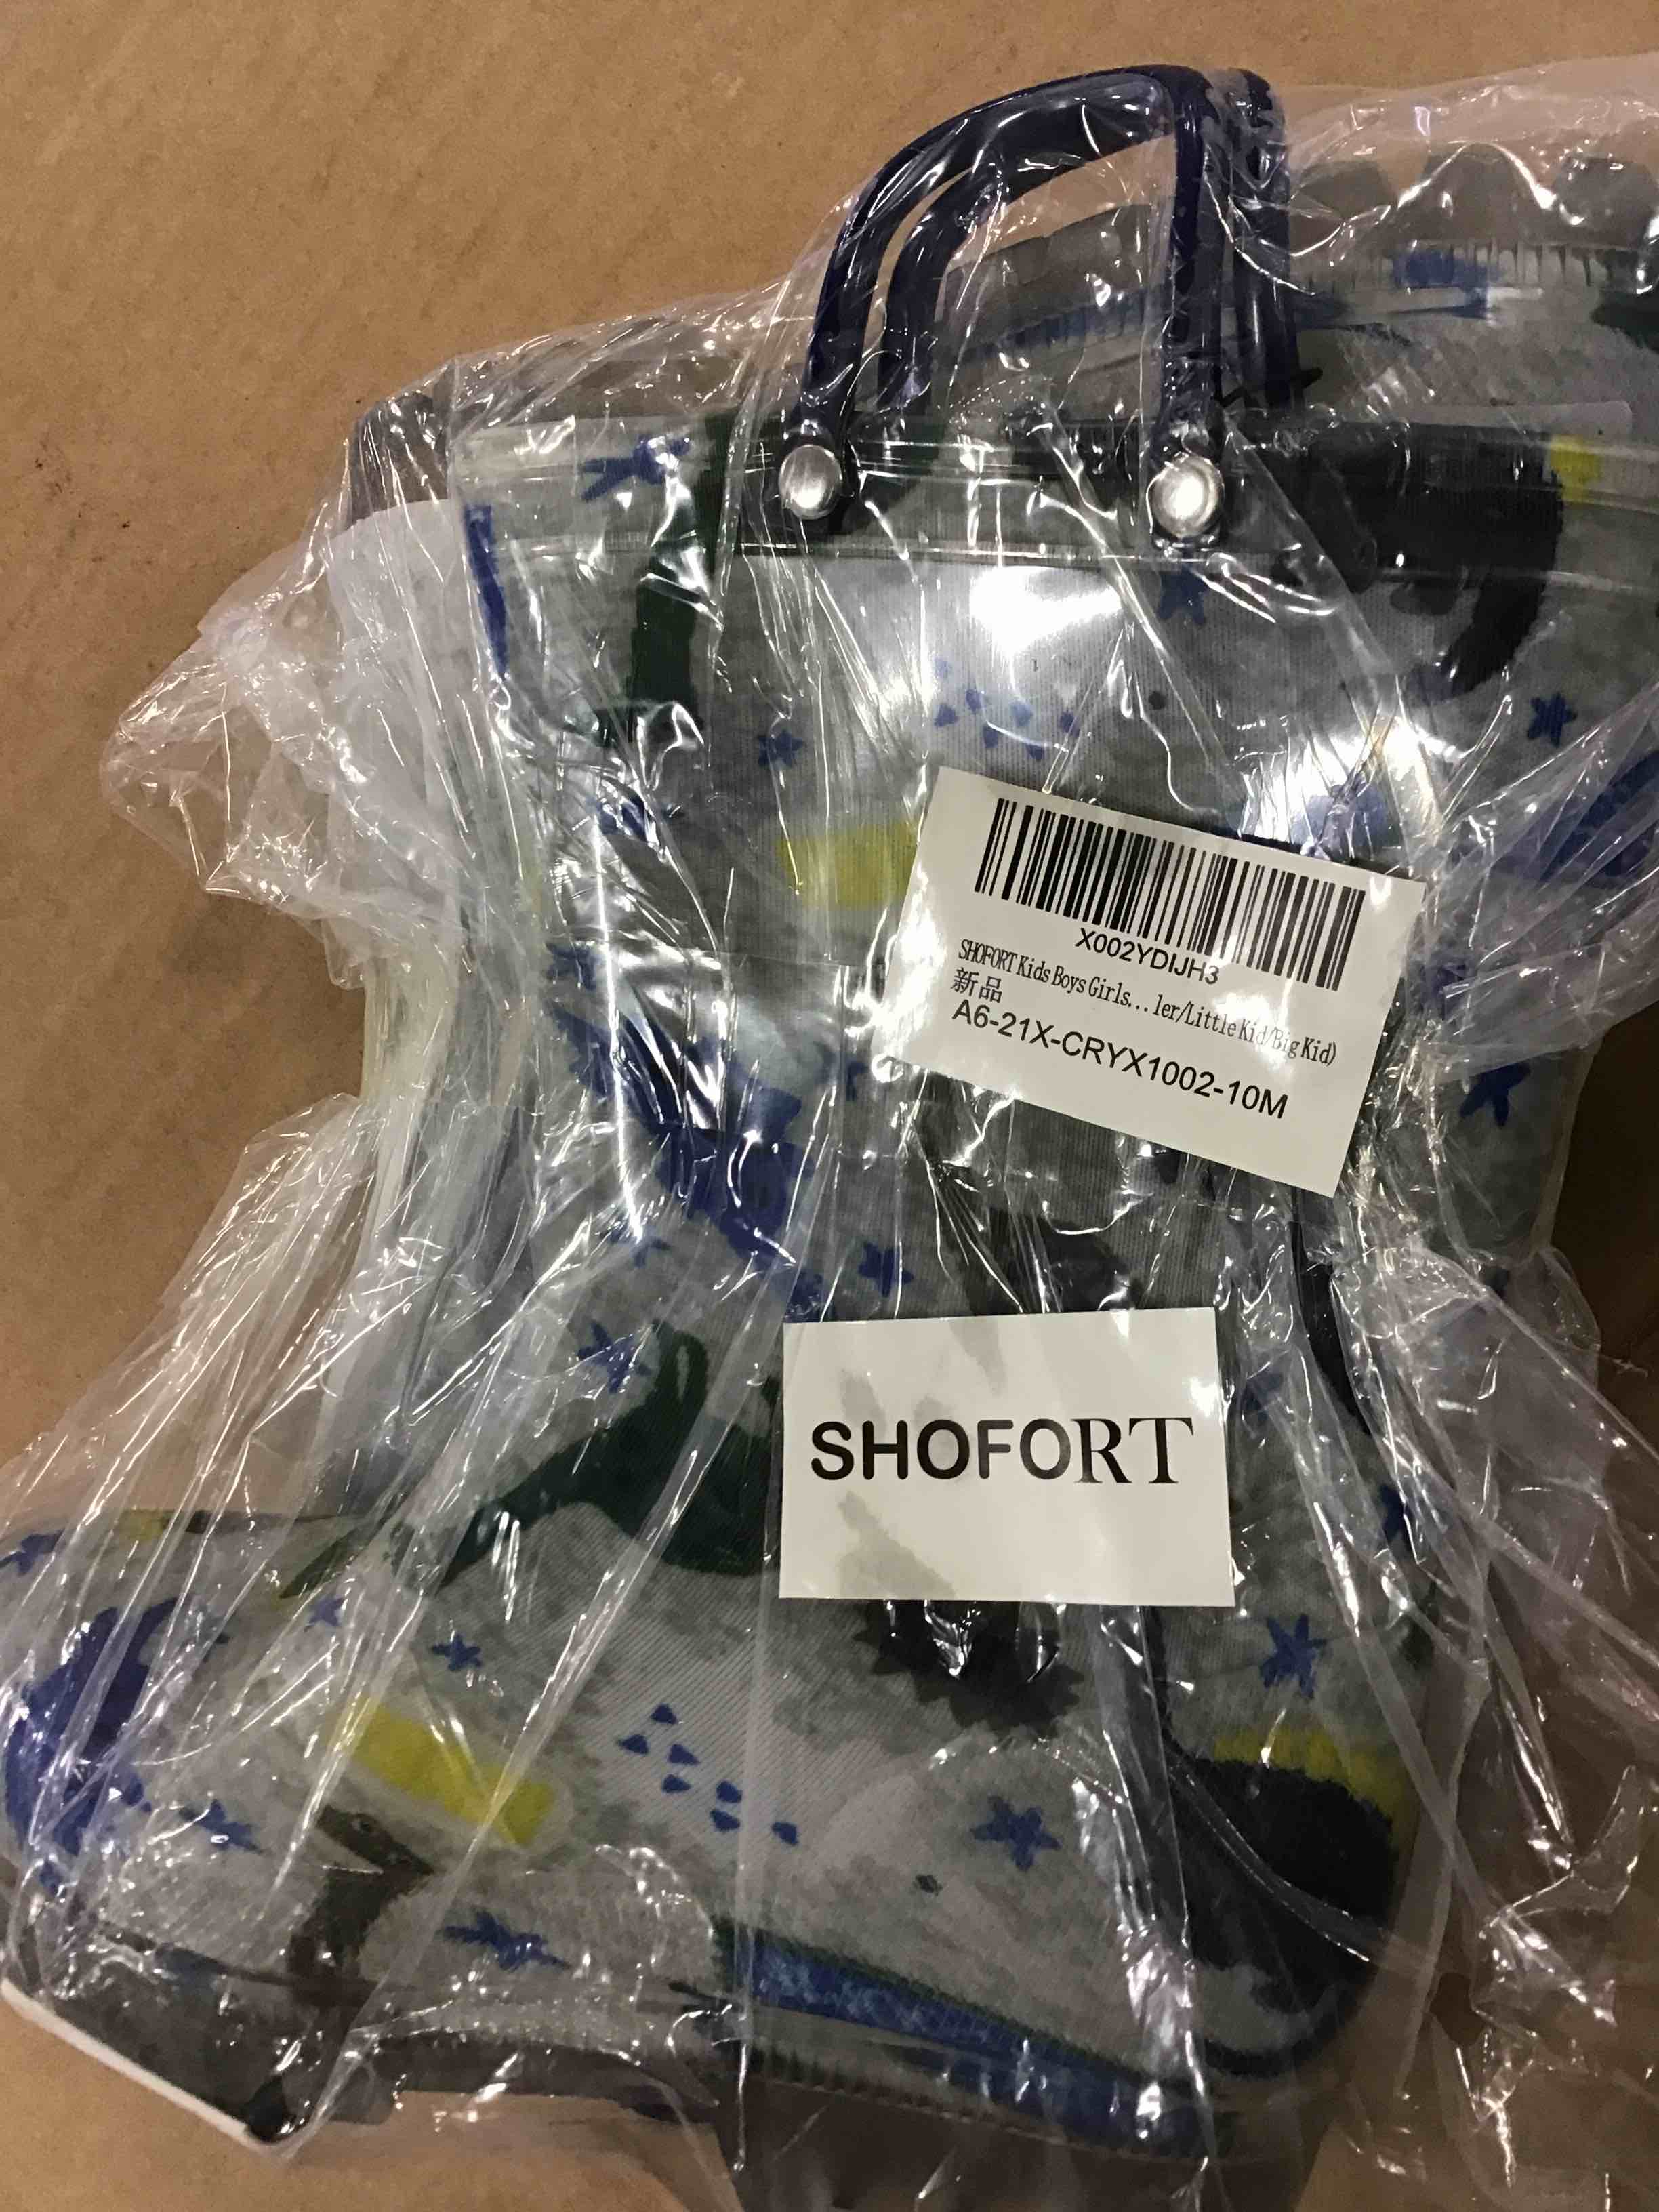 X002YDIJH3
SHOFORT Kids Boys Girls... ler/Little Kid/Big Kid)
新品
A6-21X-CRYX1002-10M
SHOFORT